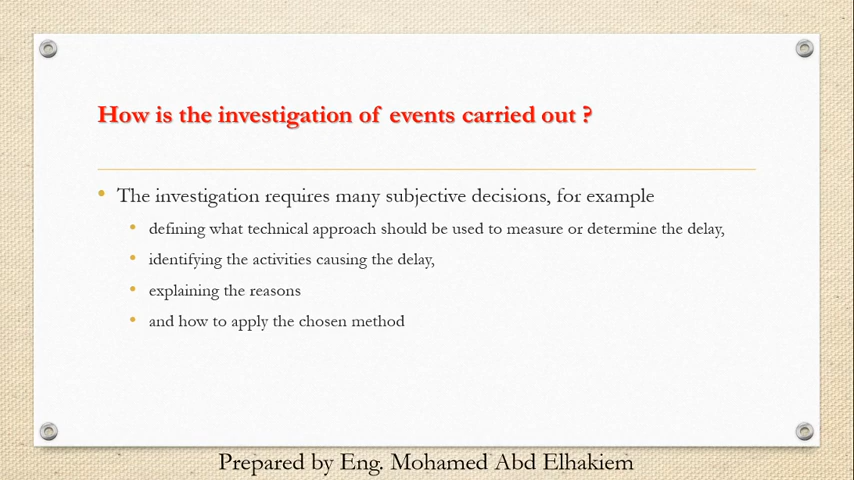 How is the investigation of events carried out ?
The investigation requires many subjective decisions, for example
defining what technical approach should be used to measure or determine the delay,
identifying the activities causing the delay,
explaining the reasons
and how to apply the chosen method
Prepared by Eng. Mohamed Abd Elhakiem